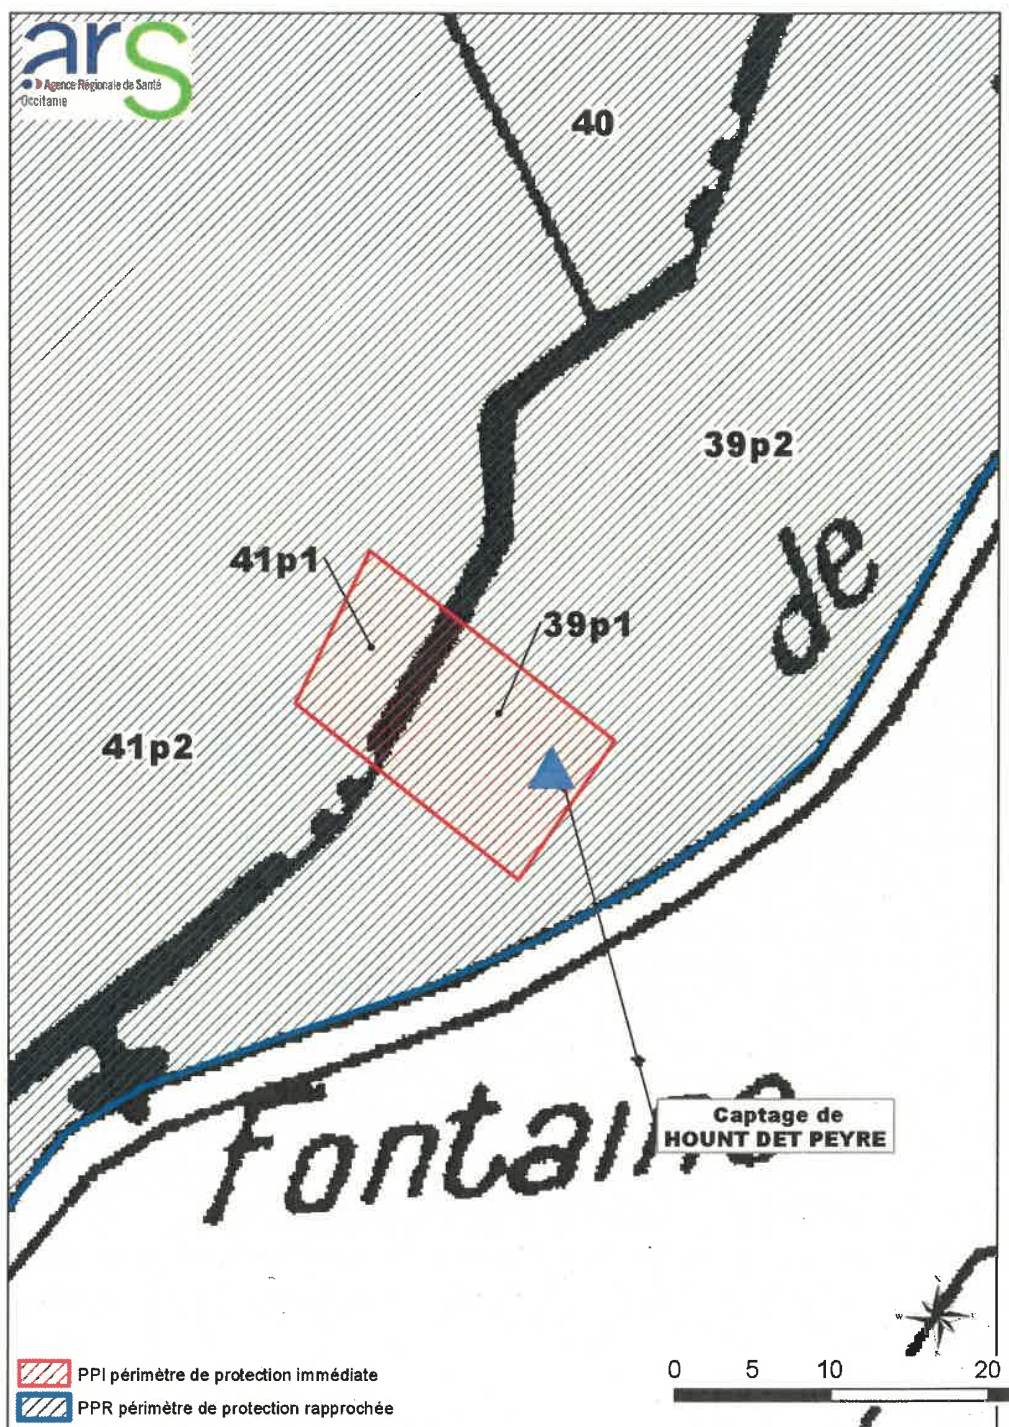 ars
Agence Régionale de Santé
Occitanie
40
39p2
de
41p1
39p1
41p2
Captage de
HOUNT DET PEYRE
Fontaine
N
W
PPI périmètre de protection immédiate
PPR périmètre de protection rapprochée
0 5 10 20